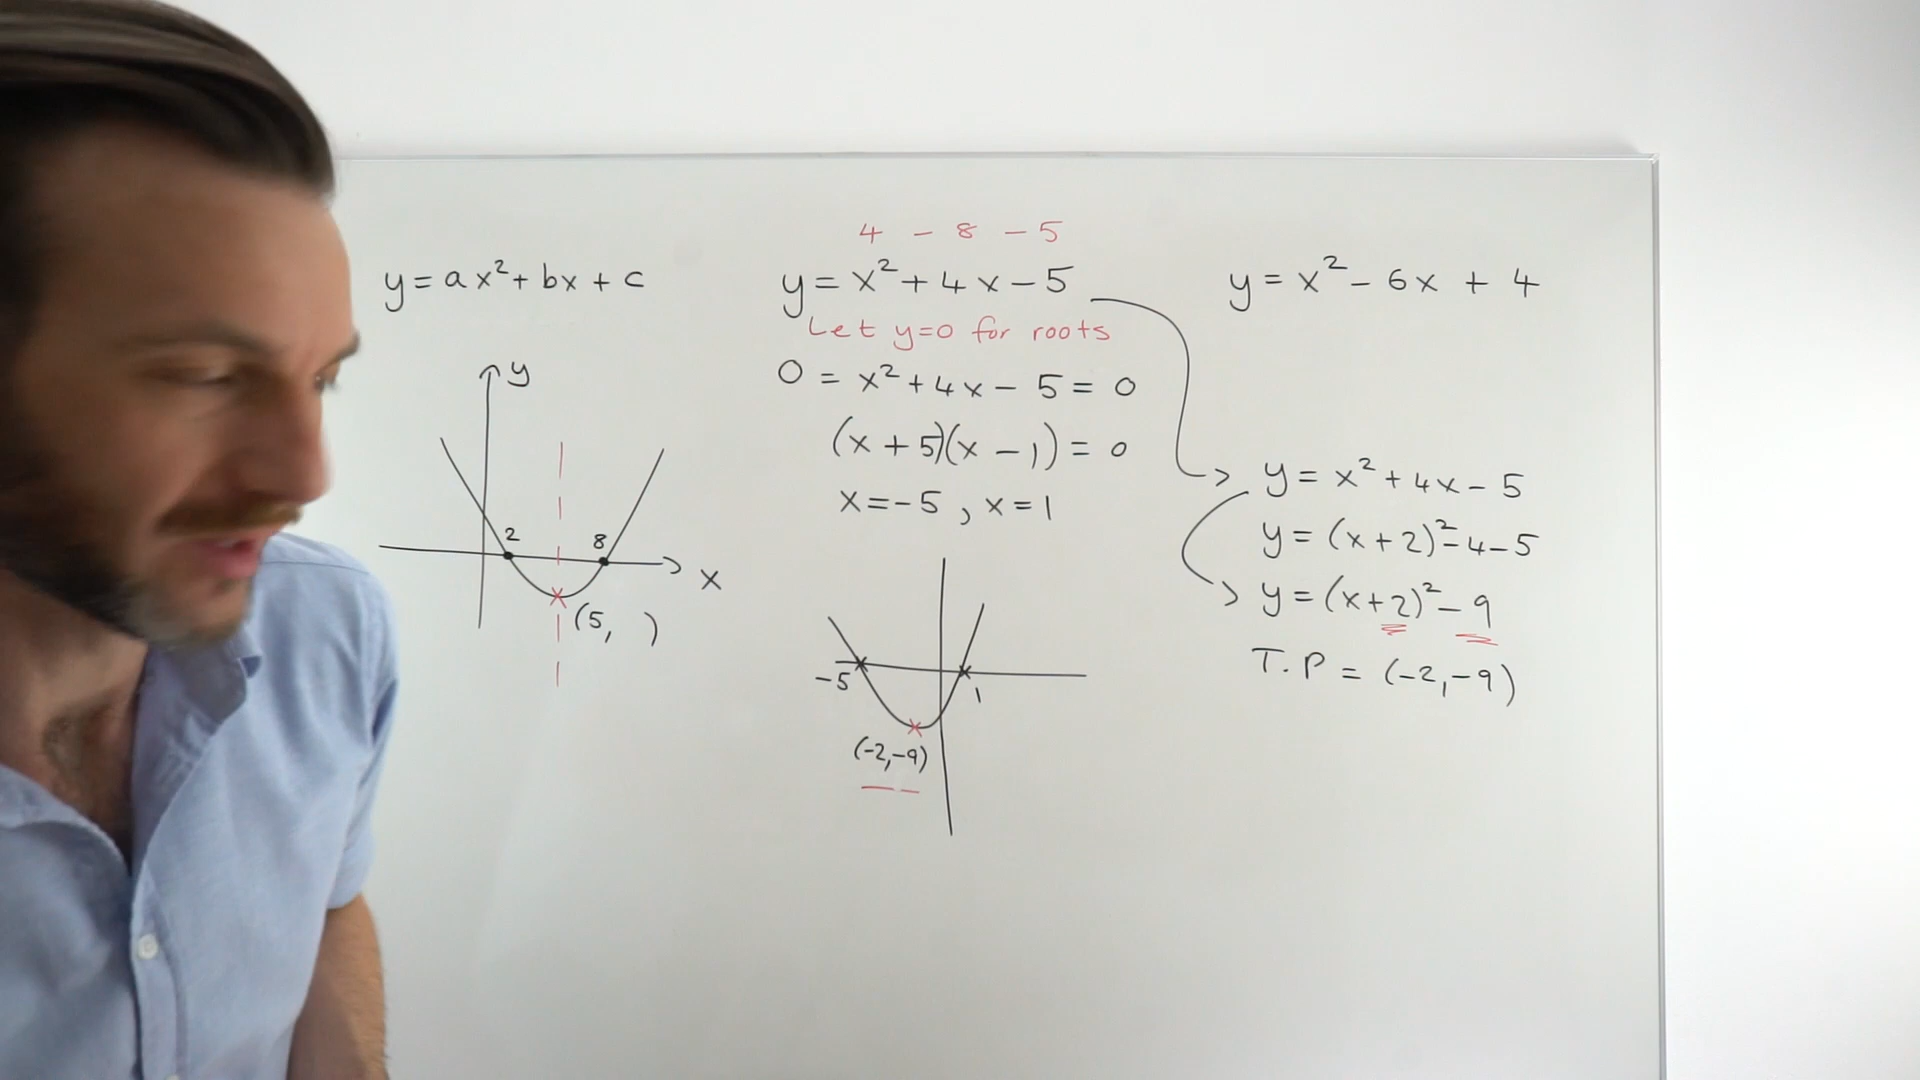 y = ax² + bx + c
y
2
8
x
(5, )
4 - 8 - 5
y = x² + 4x - 5
Let y=0 for roots
0 = x² + 4x - 5 = 0
(x + 5)(x - 1) = 0
x = -5, x = 1
-5
1
(-2,-9)
y = x² - 6x + 4
y = x² + 4x - 5
y = (x + 2)² - 4 - 5
y = (x + 2)² - 9
T.P = (-2,-9)